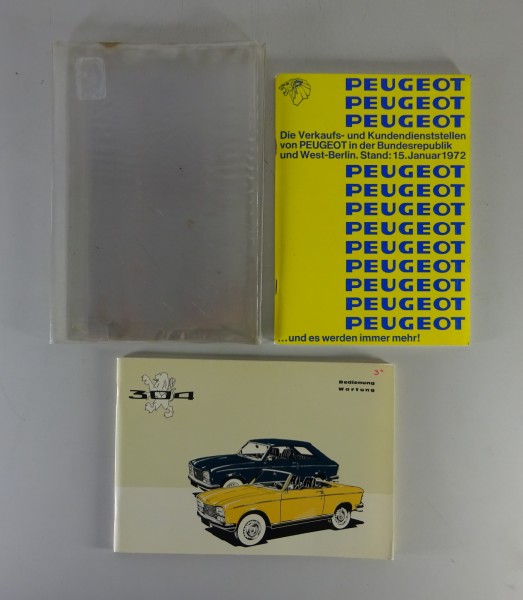 PEUGEOT
PEUGEOT
PEUGEOT
Die Verkaufs- und Kundendienststellen
von PEUGEOT in der Bundesrepublik
und West-Berlin. Stand: 15. Januar 1972
PEUGEOT
PEUGEOT
PEUGEOT
PEUGEOT
PEUGEOT
PEUGEOT
PEUGEOT
PEUGEOT
PEUGEOT
...und es werden immer mehr!
304
Bedienung
Wartung